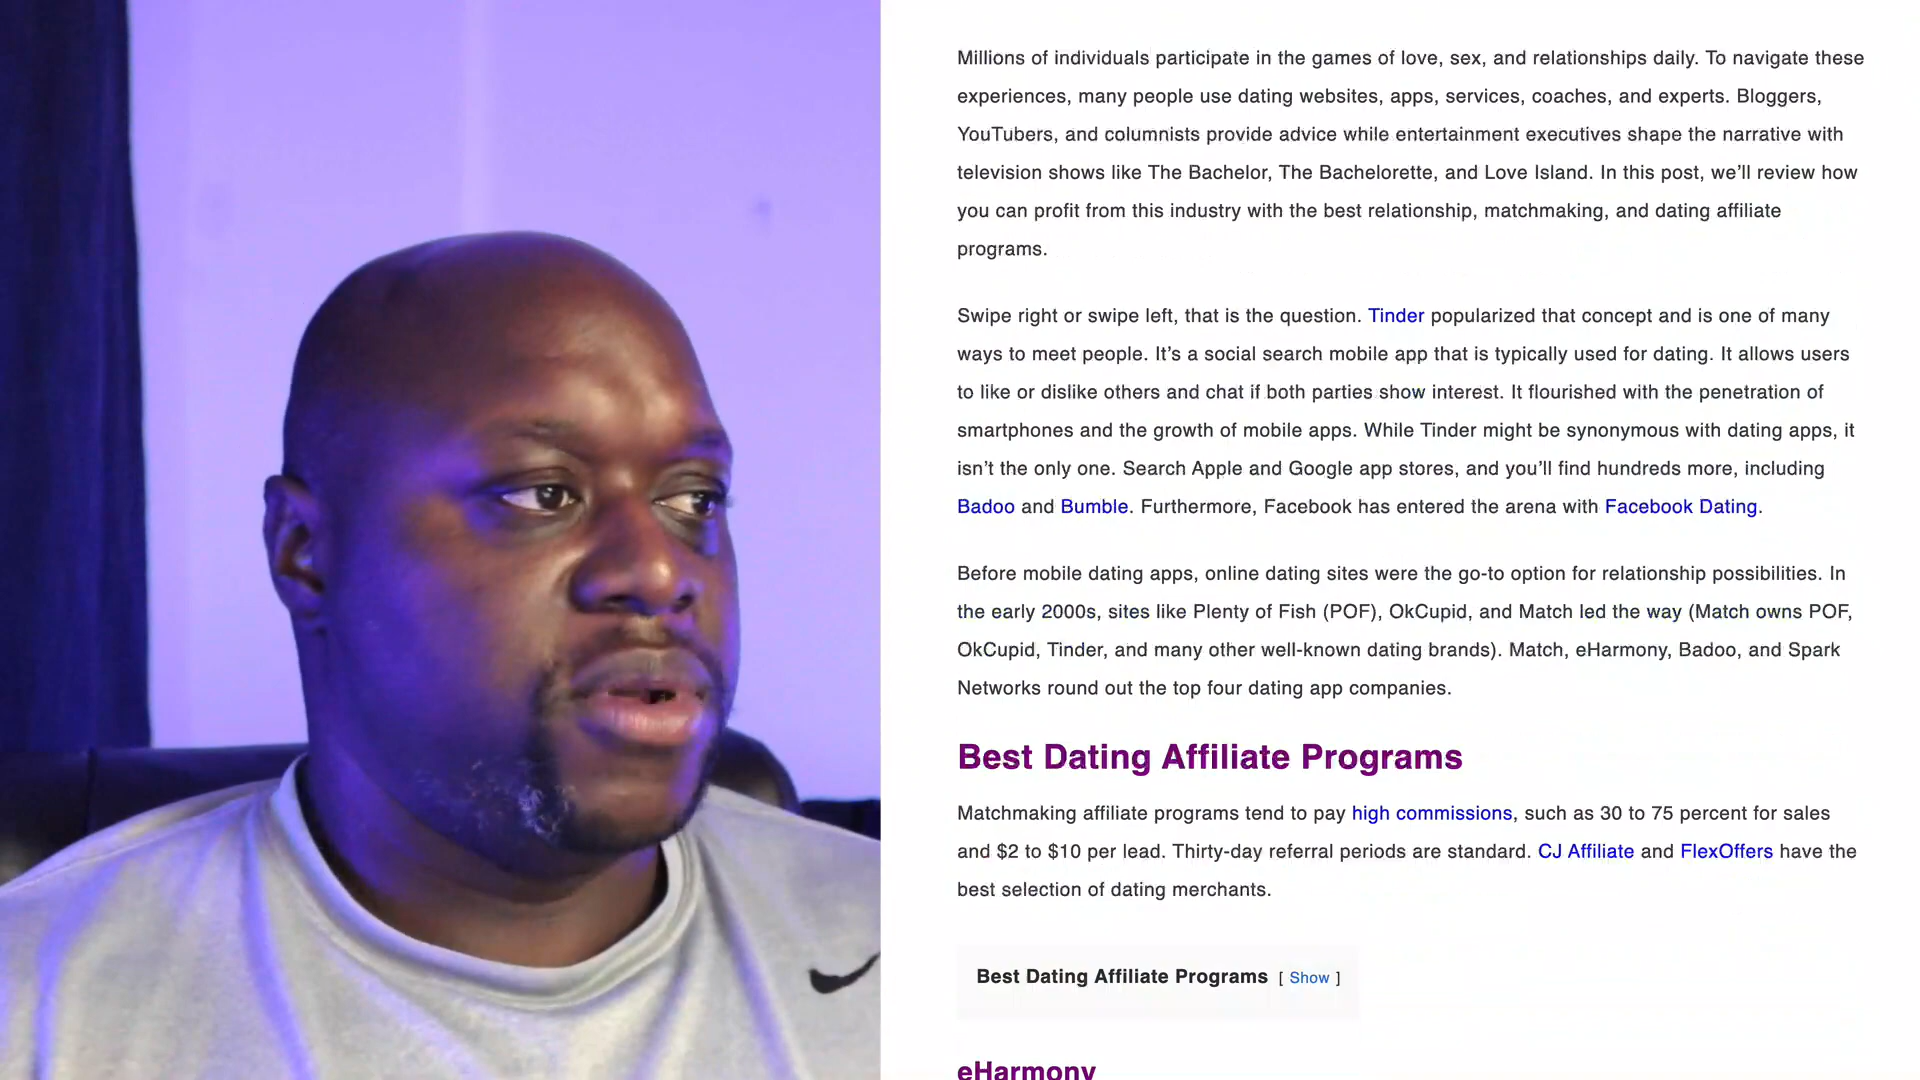 Millions of individuals participate in the games of love, sex, and relationships daily. To navigate these
experiences, many people use dating websites, apps, services, coaches, and experts. Bloggers,
YouTubers, and columnists provide advice while entertainment executives shape the narrative with
television shows like The Bachelor, The Bachelorette, and Love Island. In this post, we’ll review how
you can profit from this industry with the best relationship, matchmaking, and dating affiliate
programs.
Swipe right or swipe left, that is the question. Tinder popularized that concept and is one of many
ways to meet people. It’s a social search mobile app that is typically used for dating. It allows users
to like or dislike others and chat if both parties show interest. It flourished with the penetration of
smartphones and the growth of mobile apps. While Tinder might be synonymous with dating apps, it
isn’t the only one. Search Apple and Google app stores, and you’ll find hundreds more, including
Badoo and Bumble. Furthermore, Facebook has entered the arena with Facebook Dating.
Before mobile dating apps, online dating sites were the go-to option for relationship possibilities. In
the early 2000s, sites like Plenty of Fish (POF), OkCupid, and Match led the way (Match owns POF,
OkCupid, Tinder, and many other well-known dating brands). Match, eHarmony, Badoo, and Spark
Networks round out the top four dating app companies.
Best Dating Affiliate Programs
Matchmaking affiliate programs tend to pay high commissions, such as 30 to 75 percent for sales
and $2 to $10 per lead. Thirty-day referral periods are standard. CJ Affiliate and FlexOffers have the
best selection of dating merchants.
Best Dating Affiliate Programs [ Show ]
eHarmony